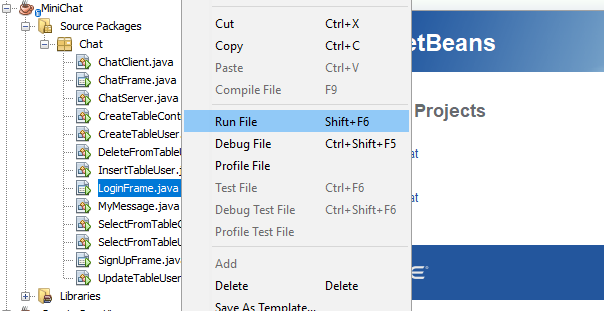 MiniChat
Source Packages
Chat
ChatClient.java
ChatFrame.java
ChatServer.java
CreateTableCont
CreateTableUser.
DeleteFromTableU
InsertTableUser.j
LoginFrame.java
MyMessage.java
SelectFromTableC
SelectFromTableU
SignUpFrame.java
UpdateTableUser
Libraries
Cut Ctrl+X
Copy Ctrl+C
Paste Ctrl+V
Compile File F9
Run File Shift+F6
Debug File Ctrl+Shift+F5
Profile File
Test File Ctrl+F6
Debug Test File Ctrl+Shift+F6
Profile Test File
Add
Delete Delete
Save As Template...
etBeans
Projects
at
at